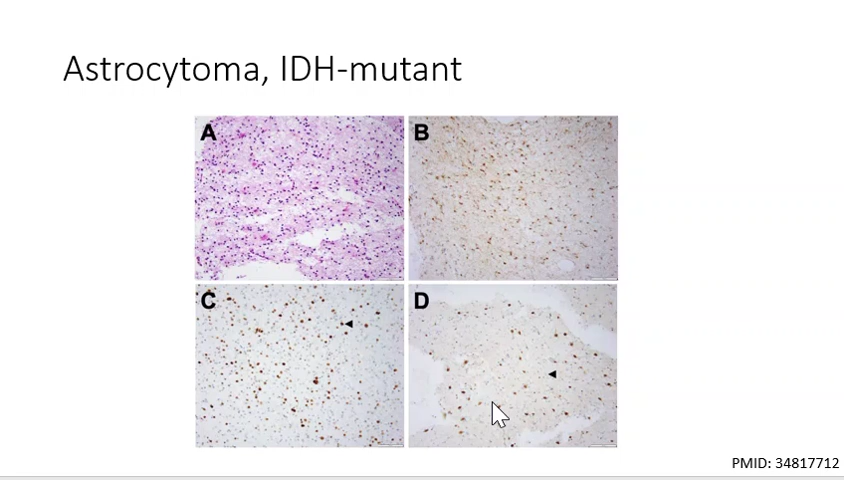 Astrocytoma, IDH-mutant
A
B
C
D
PMID: 34817712